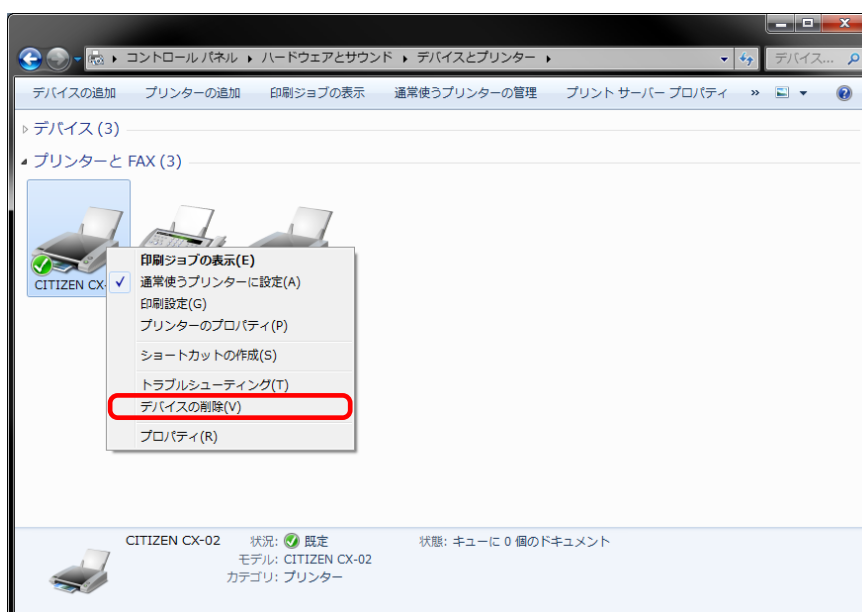 コントロール パネル ▸ ハードウェアとサウンド ▸ デバイスとプリンター ▸
デバイス...
デバイスの追加 プリンターの追加 印刷ジョブの表示 通常使うプリンターの管理 プリント サーバー プロパティ »
デバイス (3)
プリンターと FAX (3)
CITIZEN CX-
印刷ジョブの表示(E)
通常使うプリンターに設定(A)
印刷設定(G)
プリンターのプロパティ(P)
ショートカットの作成(S)
トラブルシューティング(T)
デバイスの削除(V)
プロパティ(R)
CITIZEN CX-02 状況: 既定 状態: キューに 0 個のドキュメント
モデル: CITIZEN CX-02
カテゴリ: プリンター